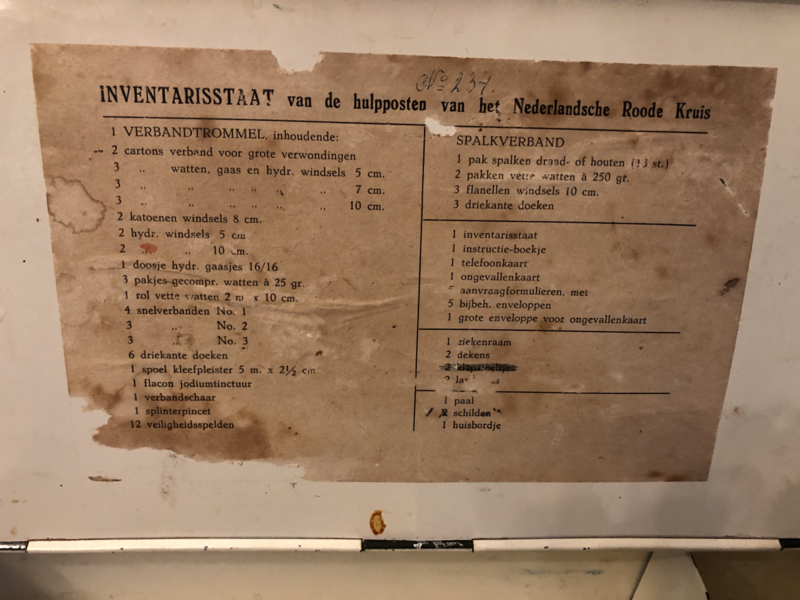 No 234.
INVENTARISSTAAT van de hulpposten van het Nederlandsche Roode Kruis
1 VERBANDTROMMEL, inhoudende:
2 cartons verband voor grote verwondingen
3 „ watten, gaas en hydr. windsels 5 cm.
3 „ „ „ „ „ „ 7 cm.
3 „ „ „ „ „ „ 10 cm.
2 katoenen windsels 8 cm.
2 hydr. windsels 5 cm
2 „ „ 10 cm.
1 doosje hydr. gaasjes 16/16
3 pakjes gecompr. watten à 25 gr.
1 rol vette watten 2 m x 10 cm.
4 snelverbanden No. 1
3 „ No. 2
3 „ No. 3
6 driekante doeken
1 spoel kleefpleister 5 m. x 2½ cm.
1 flacon jodiumtinctuur
1 verbandschaar
1 splinterpincet
12 veiligheidsspelden
SPALKVERBAND
1 pak spalken draad- of houten (13 st.)
2 pakken vette watten à 250 gr.
3 flanellen windsels 10 cm.
3 driekante doeken
1 inventarisstaat
1 instructie-boekje
1 telefoonkaart
1 ongevallenkaart
5 aanvraagformulieren, met
5 bijbeh. enveloppen
1 grote enveloppe voor ongevallenkaart
1 ziekenraam
2 dekens
2
2
1 paal
2 schilden
1 huisbordje